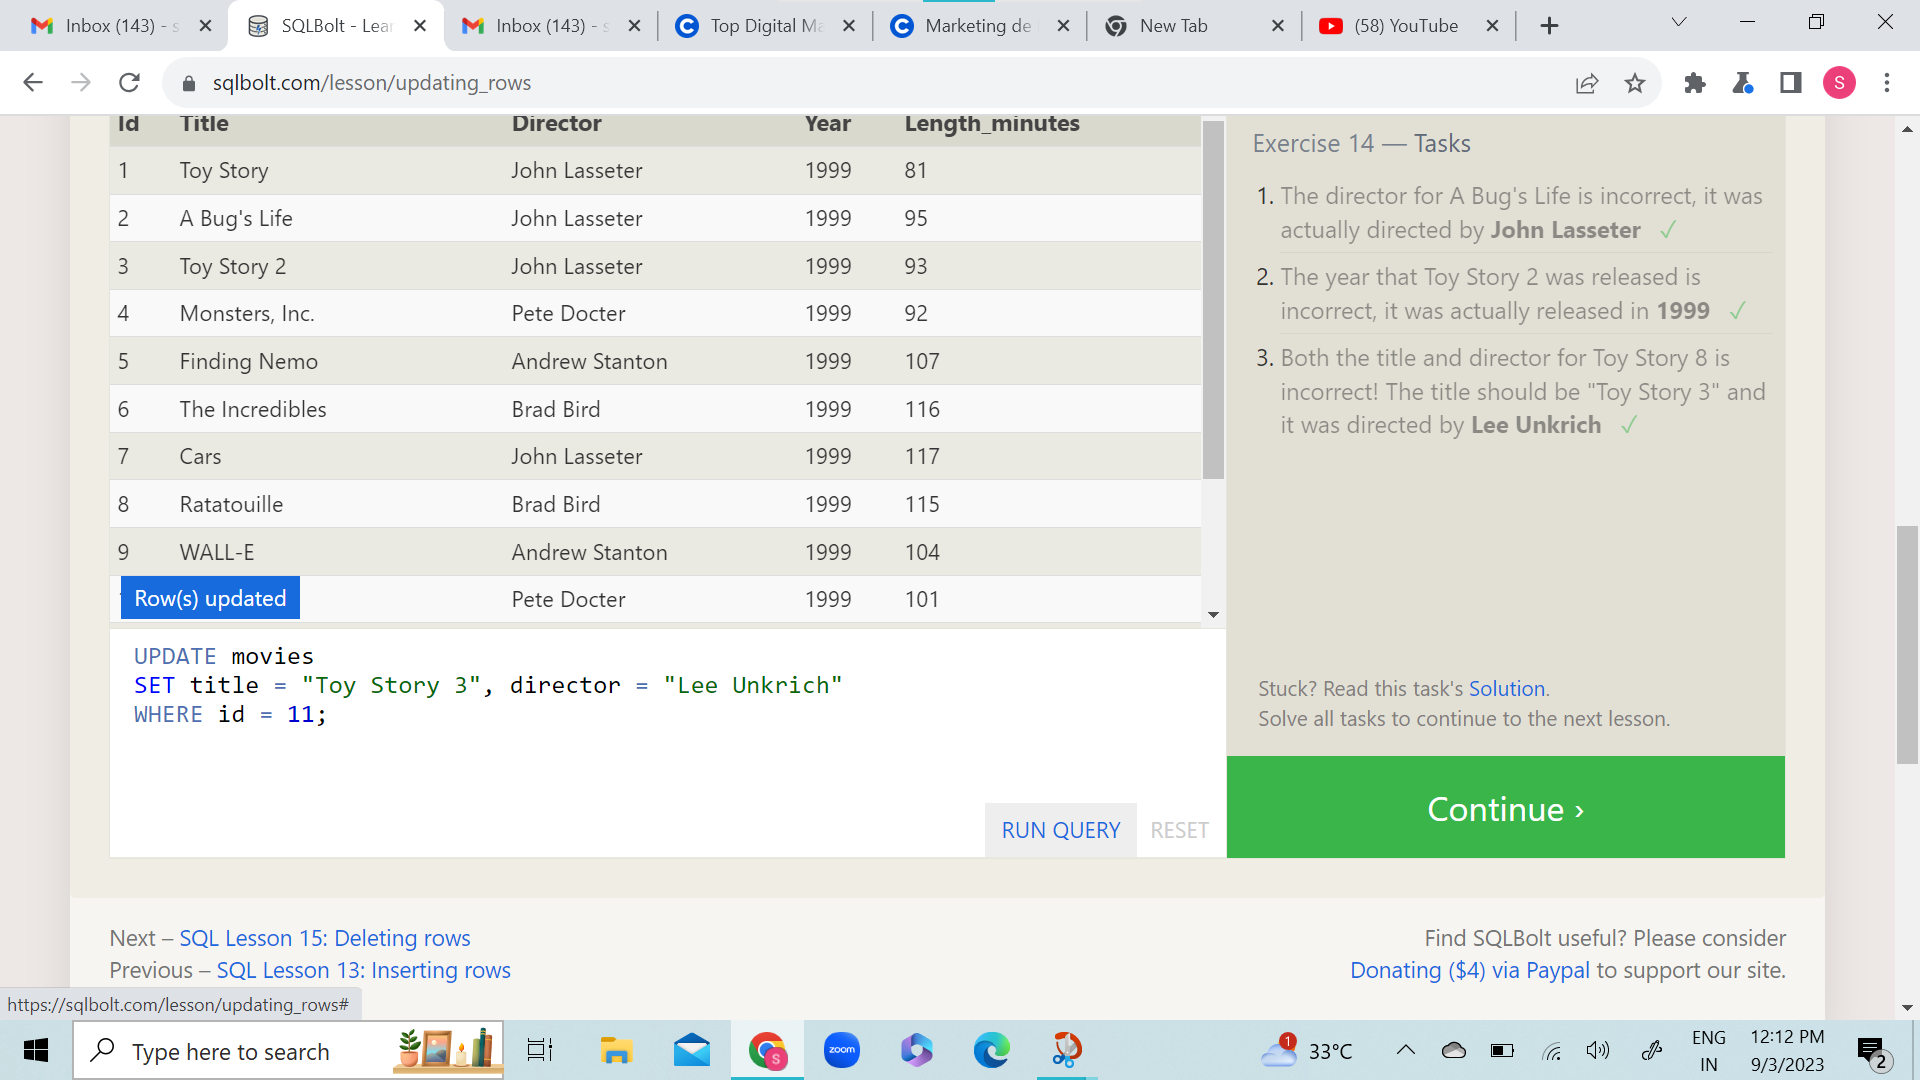 Inbox (143) - s
SQLBolt - Lear
Inbox (143) - s
Top Digital Ma
Marketing de
New Tab
(58) YouTube
sqlbolt.com/lesson/updating_rows
S
Id Title Director Year Length_minutes
1 Toy Story John Lasseter 1999 81
2 A Bug's Life John Lasseter 1999 95
3 Toy Story 2 John Lasseter 1999 93
4 Monsters, Inc. Pete Docter 1999 92
5 Finding Nemo Andrew Stanton 1999 107
6 The Incredibles Brad Bird 1999 116
7 Cars John Lasseter 1999 117
8 Ratatouille Brad Bird 1999 115
9 WALL-E Andrew Stanton 1999 104
Row(s) updated Pete Docter 1999 101
UPDATE movies
SET title = "Toy Story 3", director = "Lee Unkrich"
WHERE id = 11;
RUN QUERY RESET
Exercise 14 — Tasks
1. The director for A Bug's Life is incorrect, it was
actually directed by John Lasseter ✓
2. The year that Toy Story 2 was released is
incorrect, it was actually released in 1999 ✓
3. Both the title and director for Toy Story 8 is
incorrect! The title should be "Toy Story 3" and
it was directed by Lee Unkrich ✓
Stuck? Read this task's Solution.
Solve all tasks to continue to the next lesson.
Continue ›
Next – SQL Lesson 15: Deleting rows
Previous – SQL Lesson 13: Inserting rows
Find SQLBolt useful? Please consider
Donating ($4) via Paypal to support our site.
https://sqlbolt.com/lesson/updating_rows#
Type here to search
S
zoom
1
33°C
ENG
IN
12:12 PM
9/3/2023
2